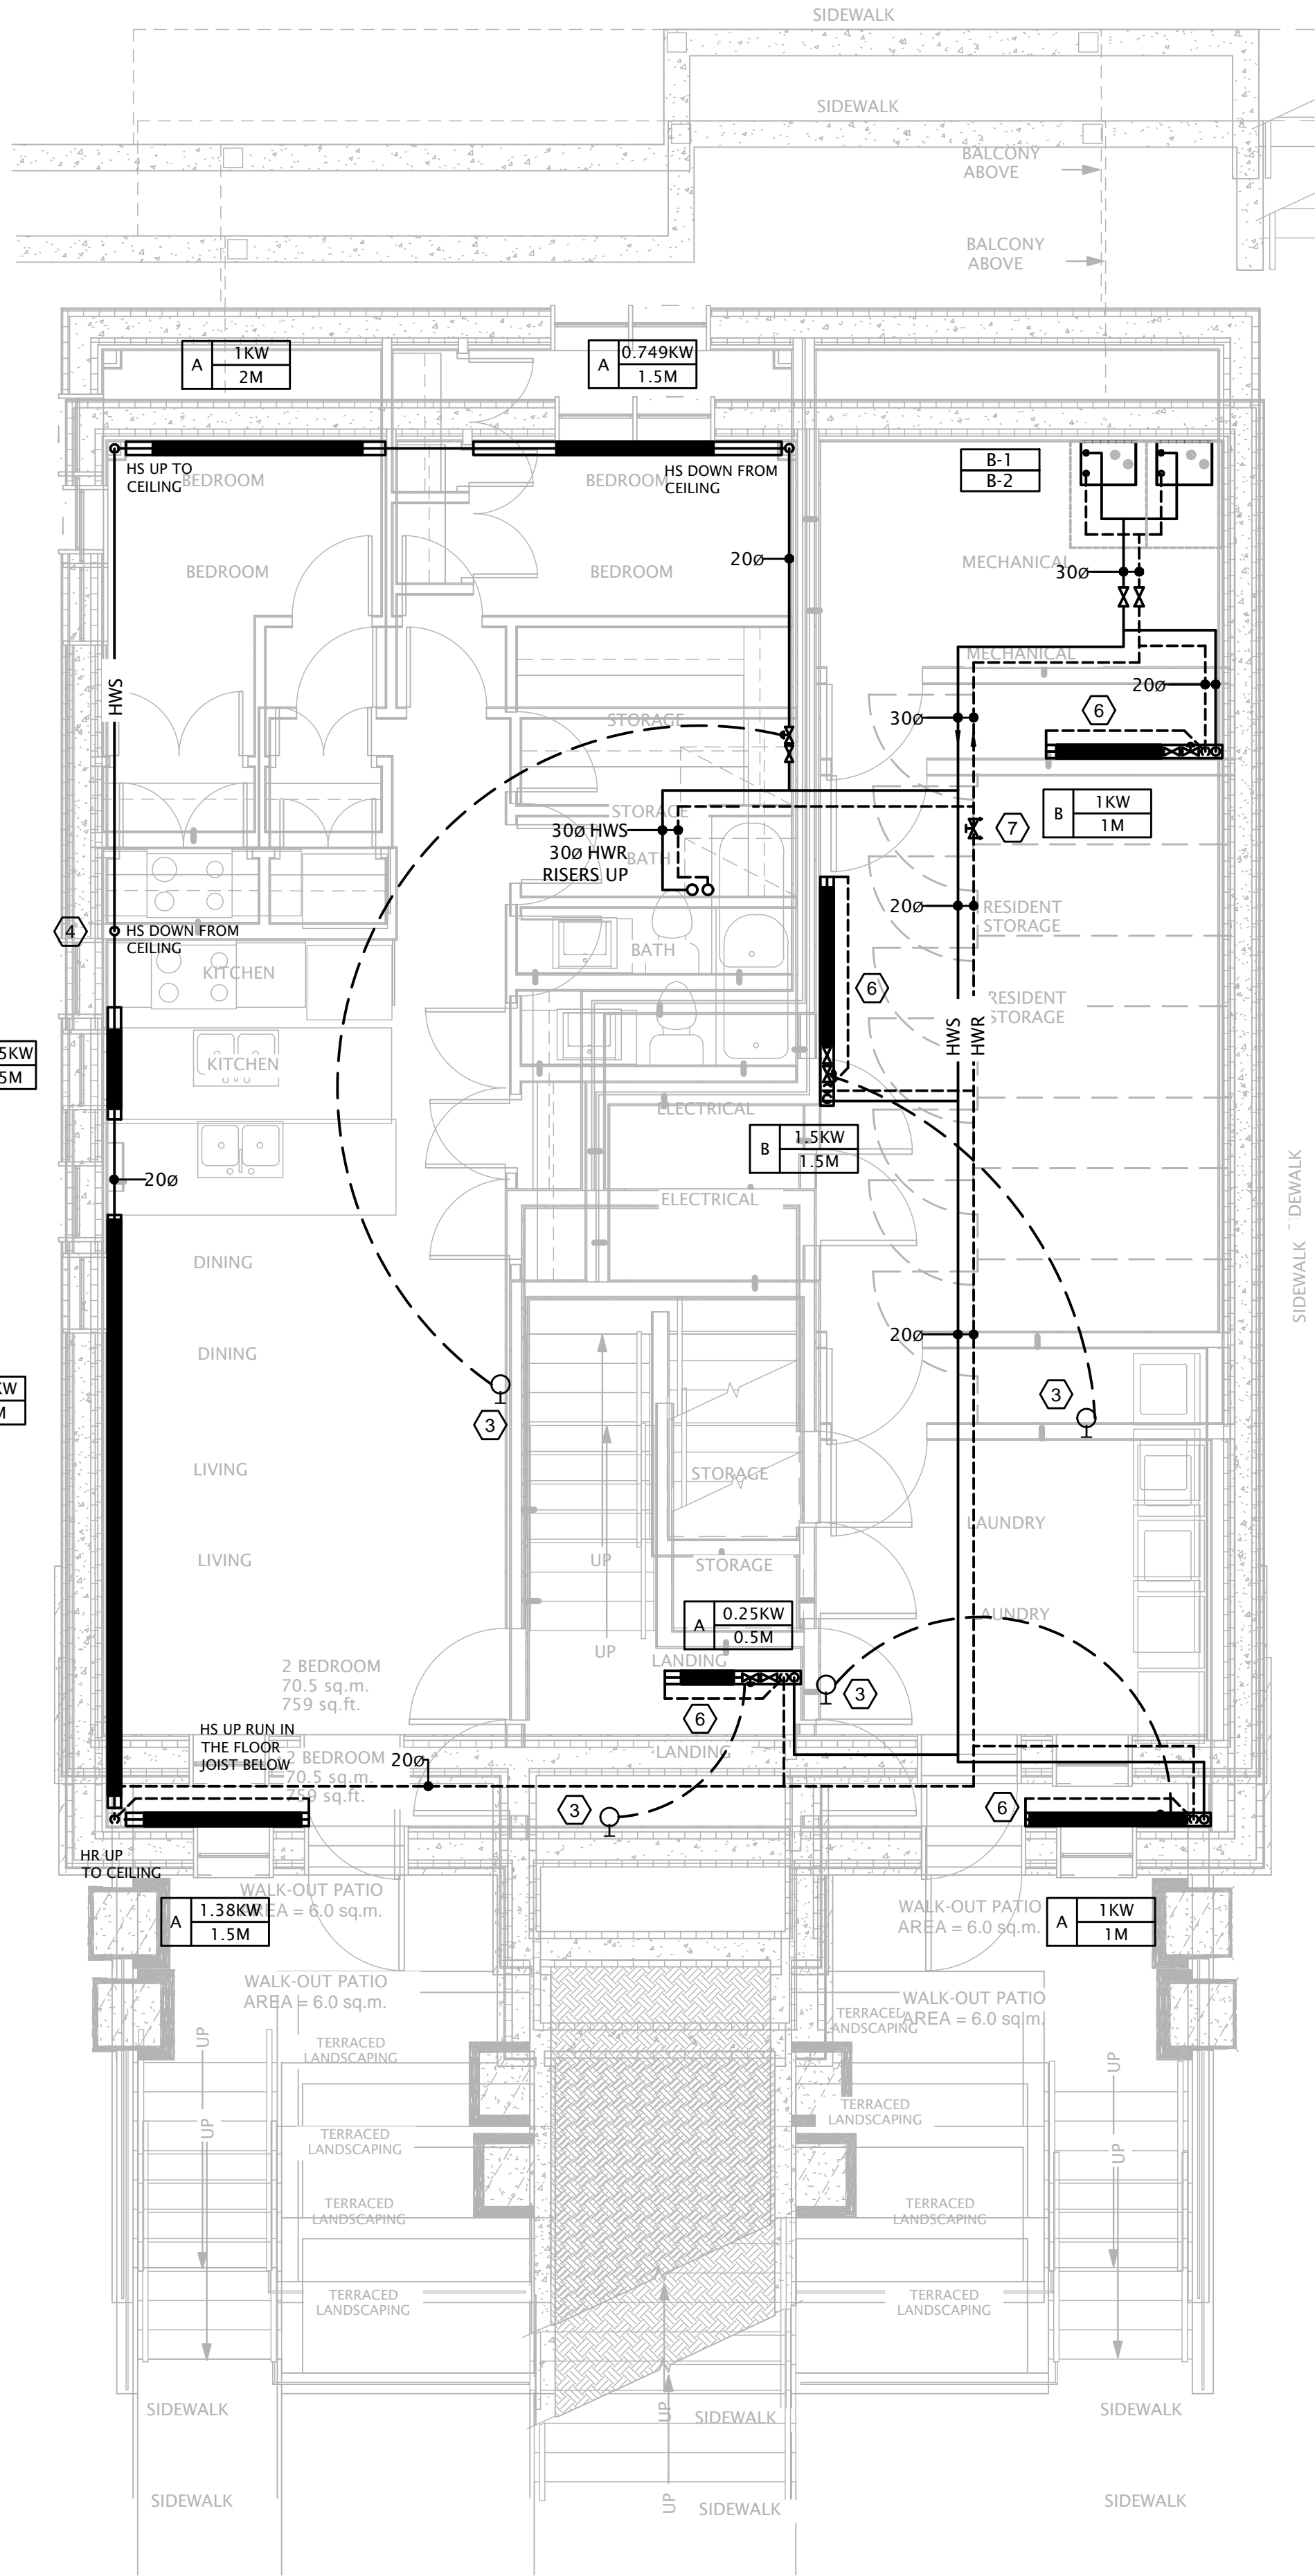 SIDEWALK
SIDEWALK
BALCONY
ABOVE
BALCONY
ABOVE
A
1KW
2M
A
0.749KW
1.5M
HS UP TO
CEILING
BEDROOM
BEDROOM
HS DOWN FROM
CEILING
B-1
B-2
BEDROOM
BEDROOM
20ø
MECHANICAL
30ø
MECHANICAL
20ø
HWS
STORAGE
30ø
6
STORAGE
B
1KW
1M
30ø HWS
30ø HWR
RISERS UP
BATH
7
4
HS DOWN FROM
CEILING
20ø
RESIDENT
STORAGE
BATH
KITCHEN
6
RESIDENT
STORAGE
HWS
HWR
5KW
5M
KITCHEN
ELECTRICAL
B
1.5KW
1.5M
20ø
ELECTRICAL
SIDEWALK
SIDEWALK
DINING
DINING
20ø
KW
M
3
3
LIVING
STORAGE
LAUNDRY
LIVING
UP
STORAGE
A
0.25KW
0.5M
LAUNDRY
UP
LANDING
2 BEDROOM
70.5 sq.m.
759 sq.ft.
3
6
HS UP RUN IN
THE FLOOR
JOIST BELOW
2 BEDROOM
70.5 sq.m.
759 sq.ft.
20ø
LANDING
3
6
HR UP
TO CEILING
WALK-OUT PATIO
AREA = 6.0 sq.m.
A
1.38KW
1.5M
WALK-OUT PATIO
AREA = 6.0 sq.m.
A
1KW
1M
WALK-OUT PATIO
AREA = 6.0 sq.m.
WALK-OUT PATIO
AREA = 6.0 sq.m.
TERRACED
LANDSCAPING
TERRACED
LANDSCAPING
UP
UP
UP
UP
TERRACED
LANDSCAPING
TERRACED
LANDSCAPING
TERRACED
LANDSCAPING
TERRACED
LANDSCAPING
TERRACED
LANDSCAPING
TERRACED
LANDSCAPING
SIDEWALK
UP
SIDEWALK
SIDEWALK
SIDEWALK
UP
SIDEWALK
SIDEWALK